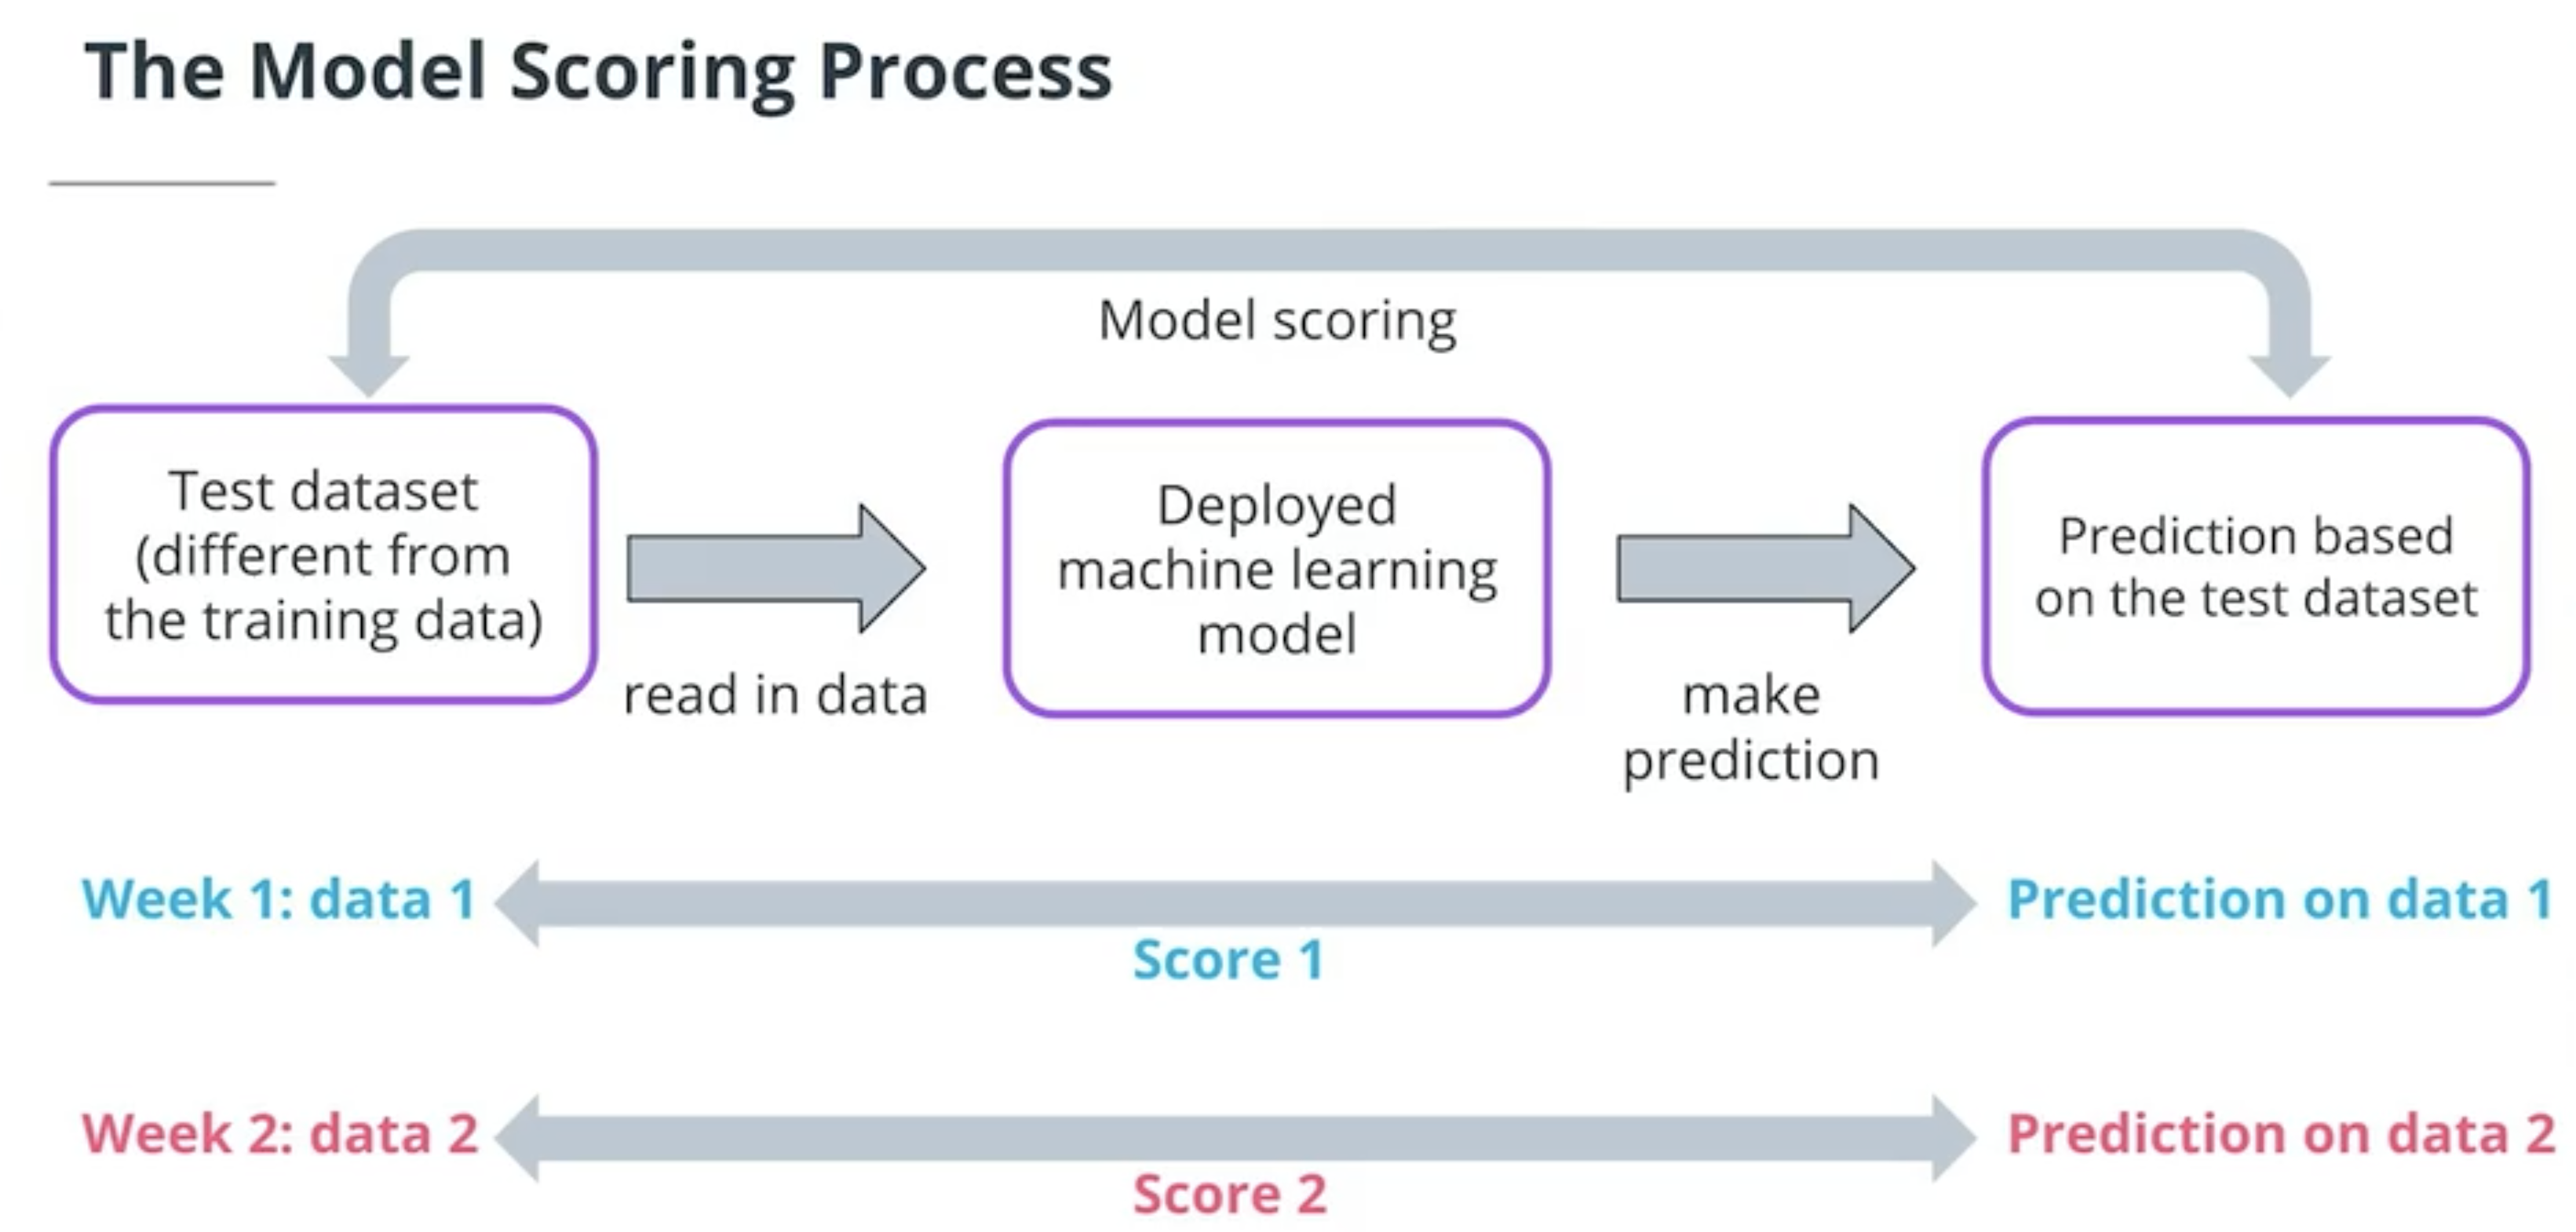 The Model Scoring Process
Model scoring
Test dataset
(different from
the training data)
read in data
Deployed
machine learning
model
make
prediction
Prediction based
on the test dataset
Week 1: data 1
Score 1
Prediction on data 1
Week 2: data 2
Score 2
Prediction on data 2